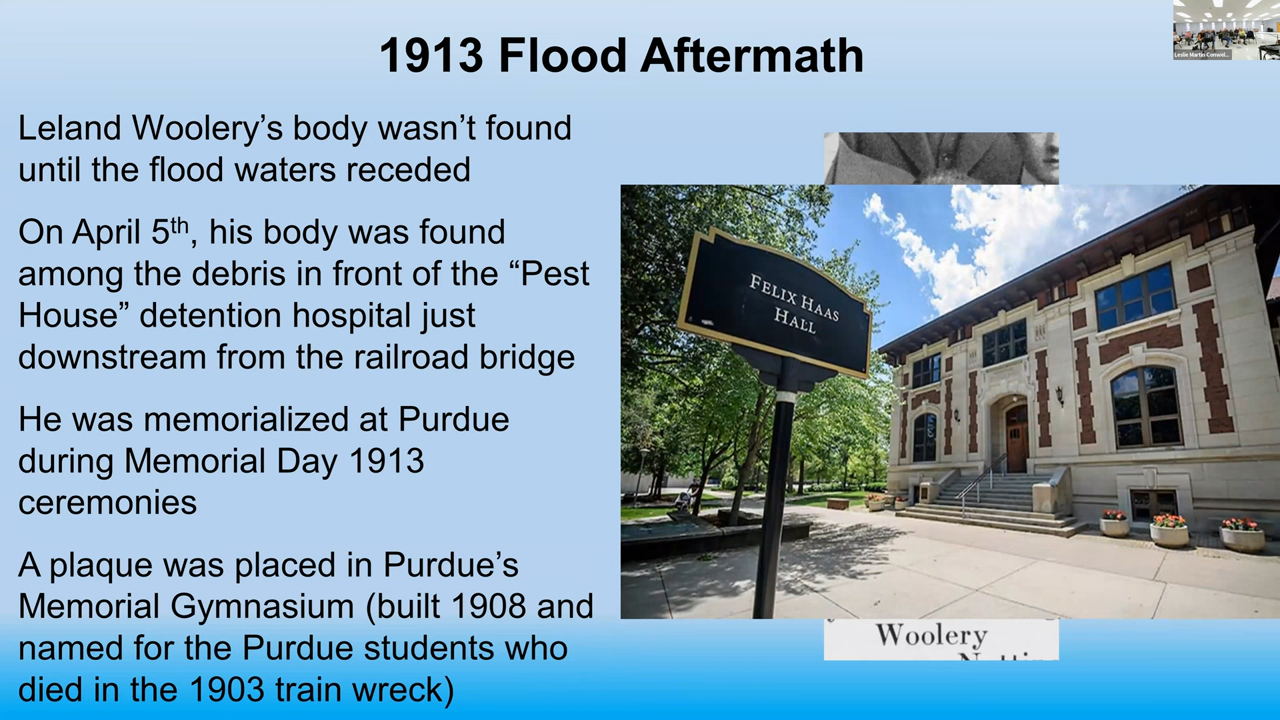 1913 Flood Aftermath
Leslie Martin Conwel...
Leland Woolery’s body wasn’t found
until the flood waters receded
On April 5th, his body was found
among the debris in front of the “Pest
House” detention hospital just
downstream from the railroad bridge
He was memorialized at Purdue
during Memorial Day 1913
ceremonies
A plaque was placed in Purdue’s
Memorial Gymnasium (built 1908 and
named for the Purdue students who
died in the 1903 train wreck)
FELIX HAAS
HALL
Woolery